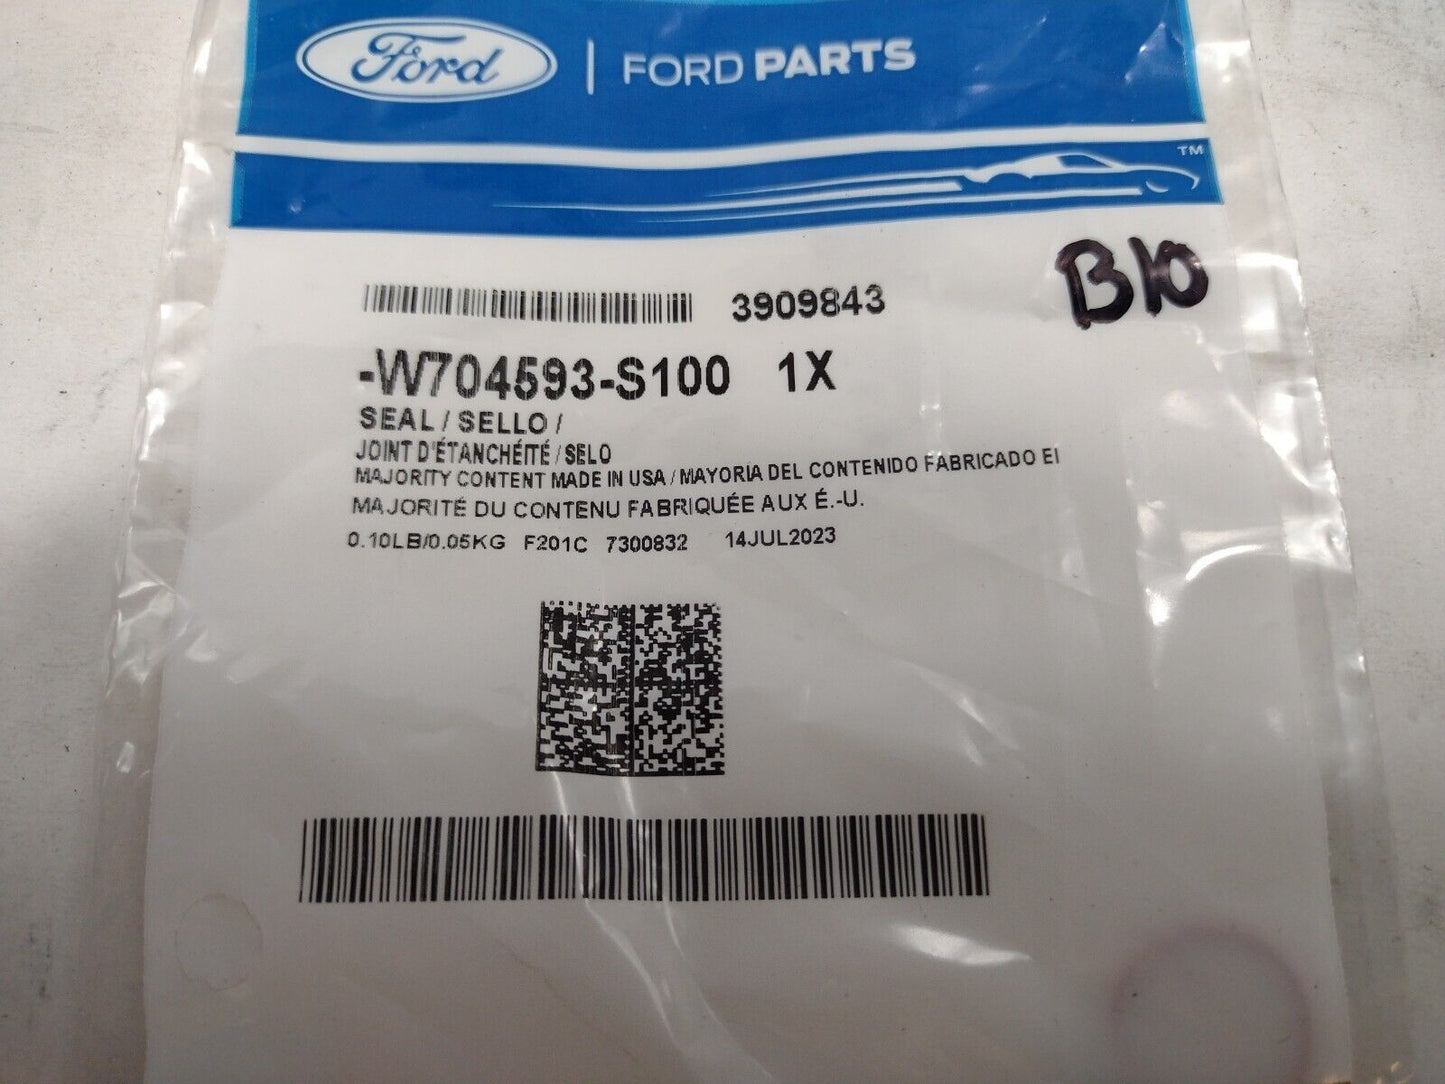 Ford | FORD PARTS
TM
B10
3909843
-W704593-S100 1X
SEAL / SELLO /
JOINT D'ÉTANCHÉITÉ / SELO
MAJORITY CONTENT MADE IN USA / MAYORIA DEL CONTENIDO FABRICADO EI
MAJORITÉ DU CONTENU FABRIQUÉE AUX É.-U.
0.10LB/0.05KG F201C 7300832 14JUL2023